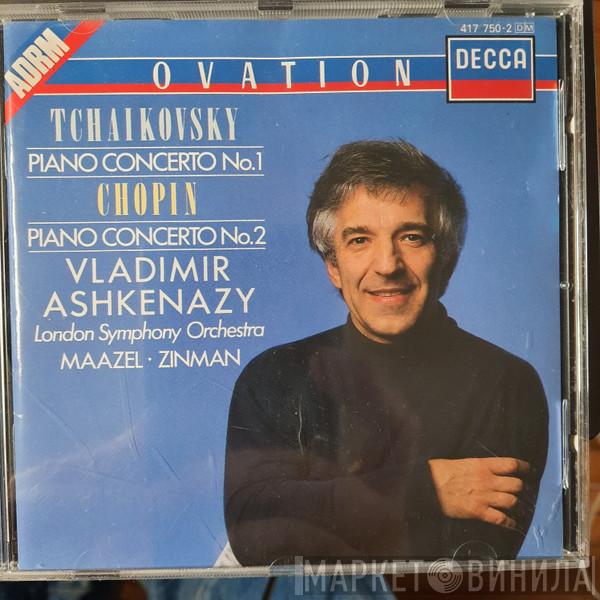 ADRM
417 750-2 DM
OVATION
DECCA
TCHAIKOVSKY
PIANO CONCERTO No.1
CHOPIN
PIANO CONCERTO No.2
VLADIMIR
ASHKENAZY
London Symphony Orchestra
MAAZEL · ZINMAN
МАРКЕТ ВИНИЛА